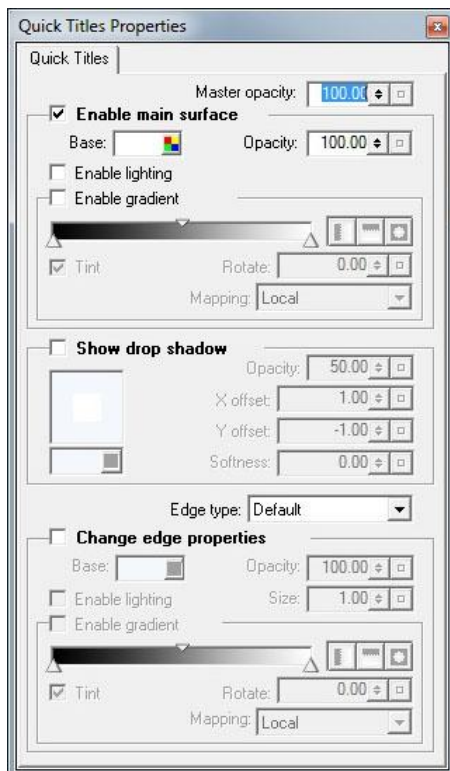 Quick Titles Properties
Quick Titles
Master opacity: 100.00
Enable main surface
Base: Opacity: 100.00
Enable lighting
Enable gradient
Tint Rotate: 0.00
Mapping: Local
Show drop shadow
Opacity: 50.00
X offset: 1.00
Y offset: -1.00
Softness: 0.00
Edge type: Default
Change edge properties
Base: Opacity: 100.00
Enable lighting Size: 1.00
Enable gradient
Tint Rotate: 0.00
Mapping: Local